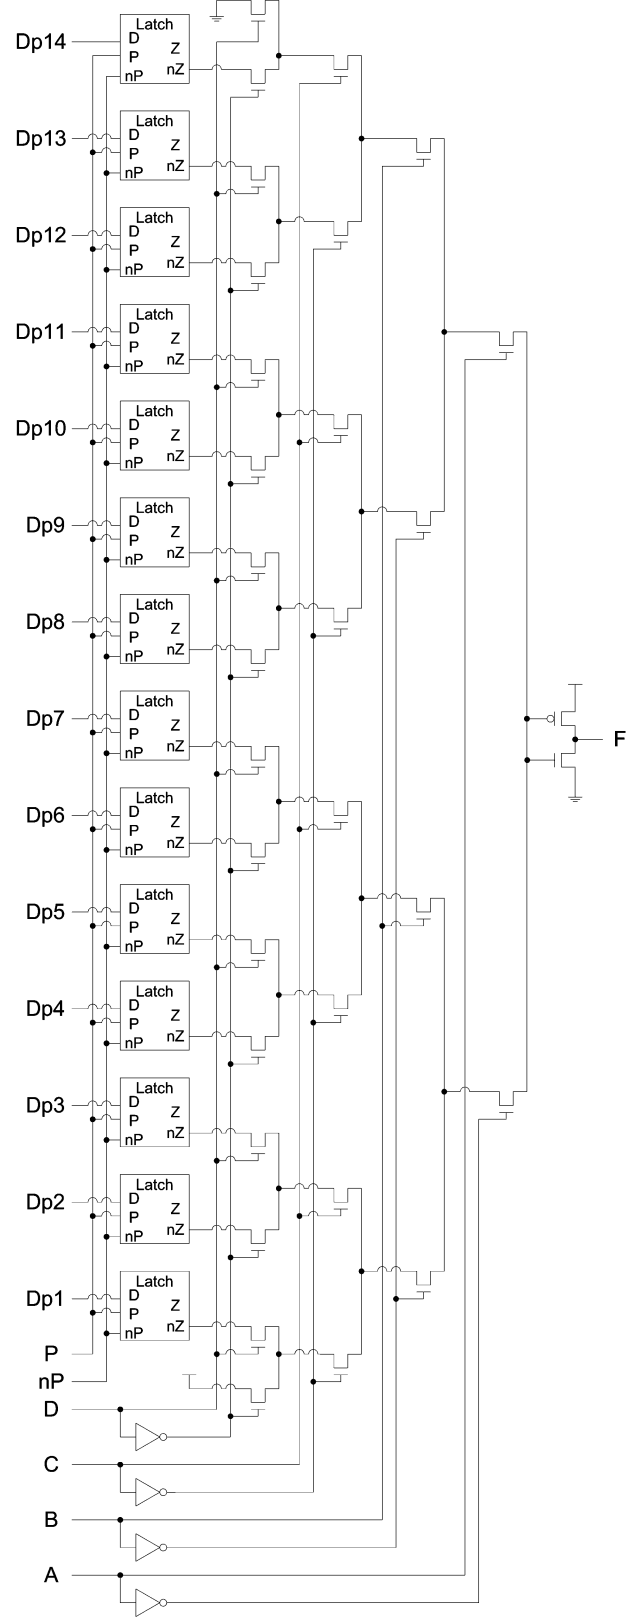 Latch
Dp14 D
P Z
nP nZ
Latch
Dp13 D
P Z
nP nZ
Latch
Dp12 D
P Z
nP nZ
Latch
Dp11 D
P Z
nP nZ
Latch
Dp10 D
P Z
nP nZ
Latch
Dp9 D
P Z
nP nZ
Latch
Dp8 D
P Z
nP nZ
Latch
Dp7 D
P Z
nP nZ
F
Latch
Dp6 D
P Z
nP nZ
Latch
Dp5 D
P Z
nP nZ
Latch
Dp4 D
P Z
nP nZ
Latch
Dp3 D
P Z
nP nZ
Latch
Dp2 D
P Z
nP nZ
Latch
Dp1 D
P Z
nP nZ
P
nP
D
C
B
A